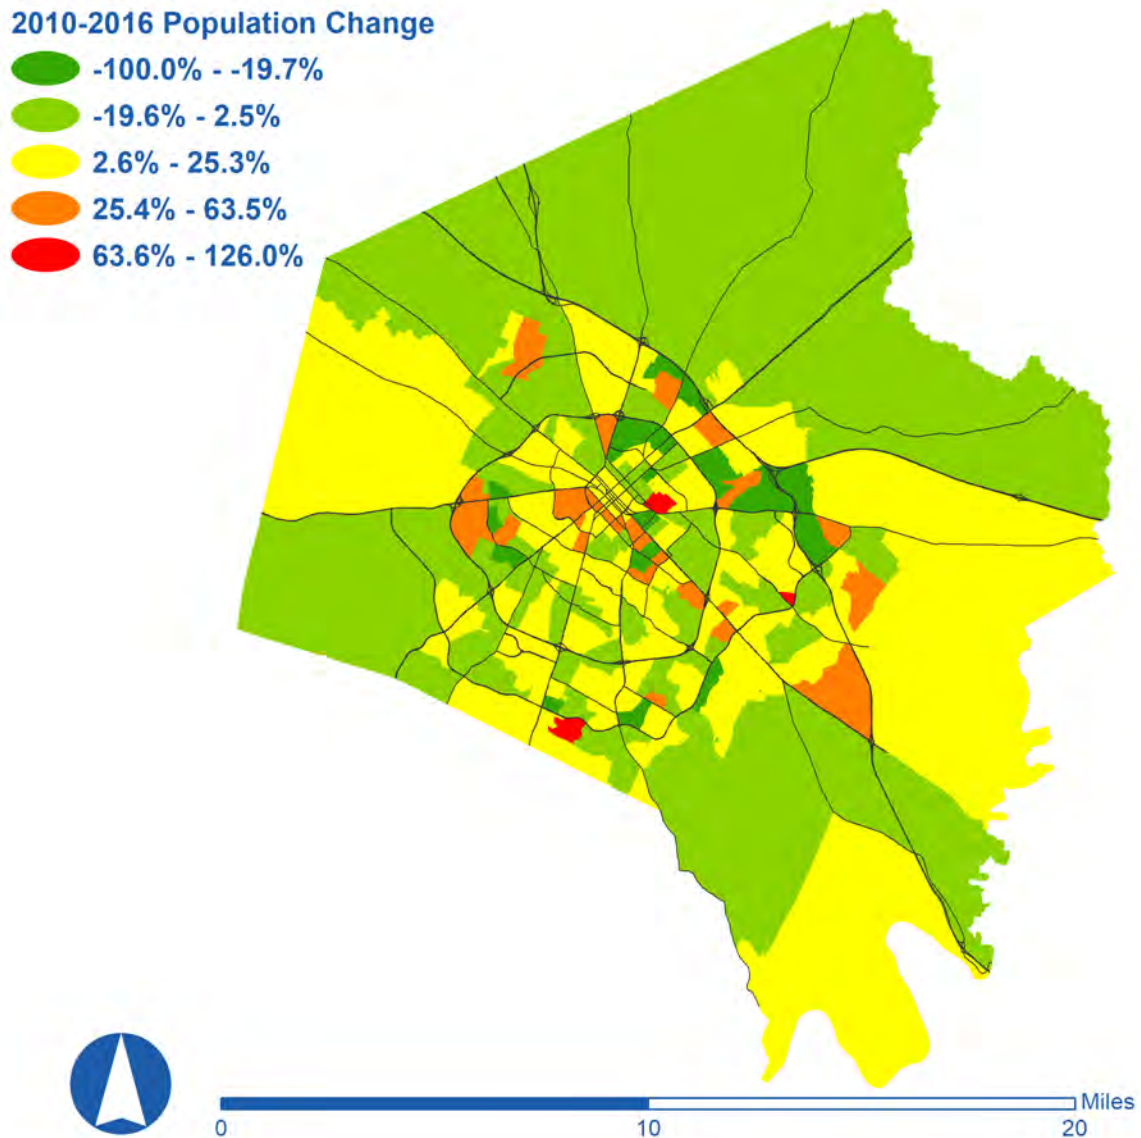 2010-2016 Population Change
-100.0% - -19.7%
-19.6% - 2.5%
2.6% - 25.3%
25.4% - 63.5%
63.6% - 126.0%
Miles
0 10 20